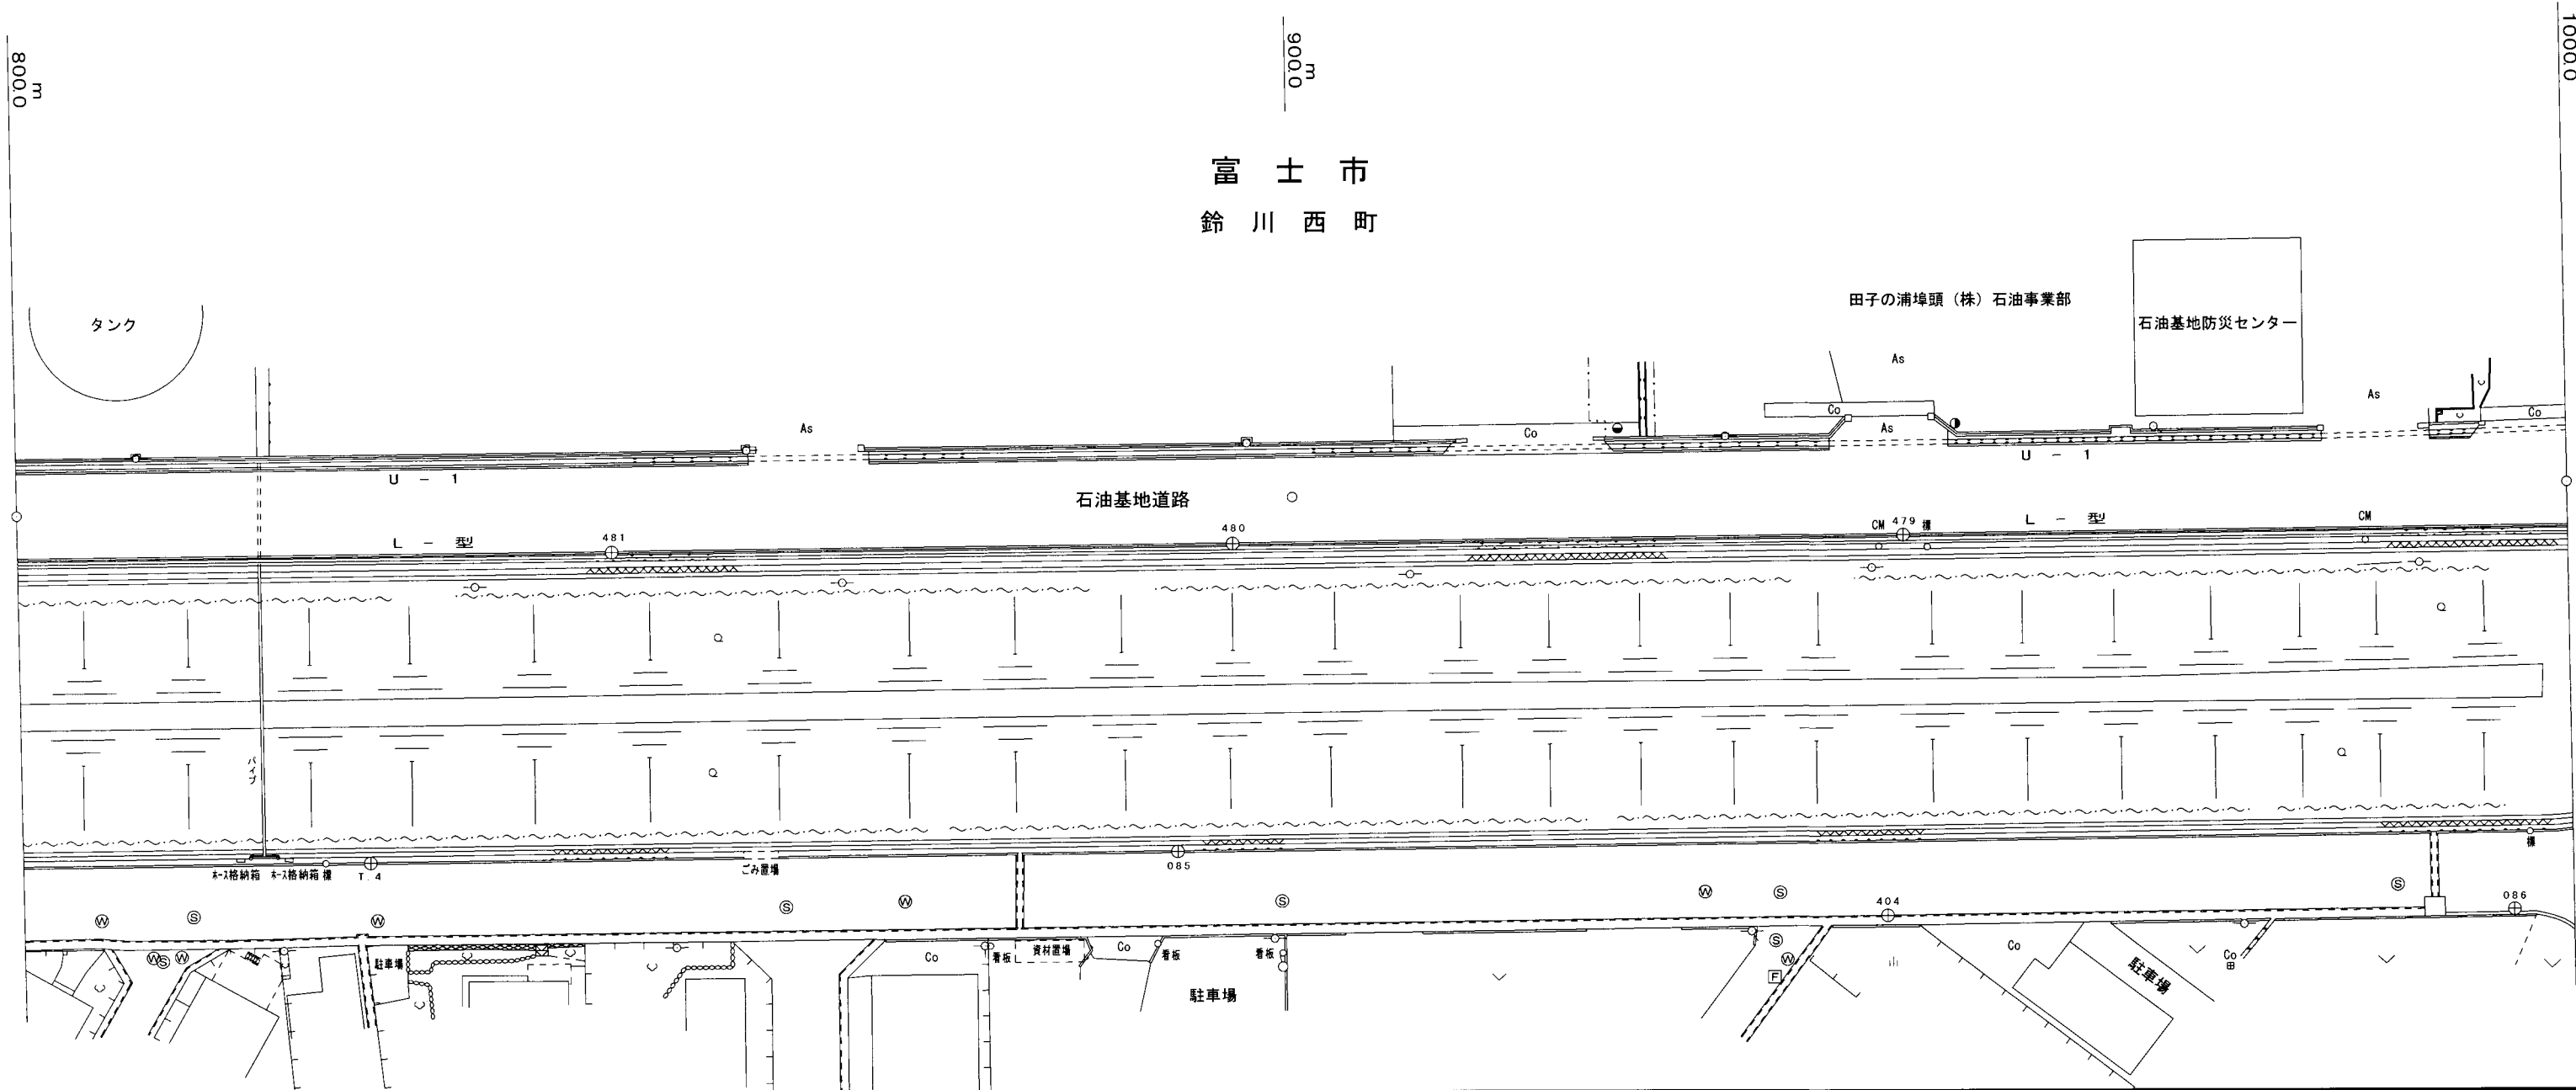 800.0 m
900.0 m
1000.0
富士市
鈴川西町
タンク
田子の浦埠頭（株）石油事業部
石油基地防災センター
As
As
As
As
Co
Co
Co
U - 1
U - 1
石油基地道路
L - 型
481
480
CM 479 標
L - 型
CM
Q
Q
パイプ
Q
Q
ホース格納箱 ホース格納箱 標 T.4
ごみ置場
085
標
W
S
W
S
W
S
W
S
404
S
086
W
S
W
駐車場
Co
看板
資材置場
Co
看板
看板
駐車場
S
W
F
Co
駐車場
Co